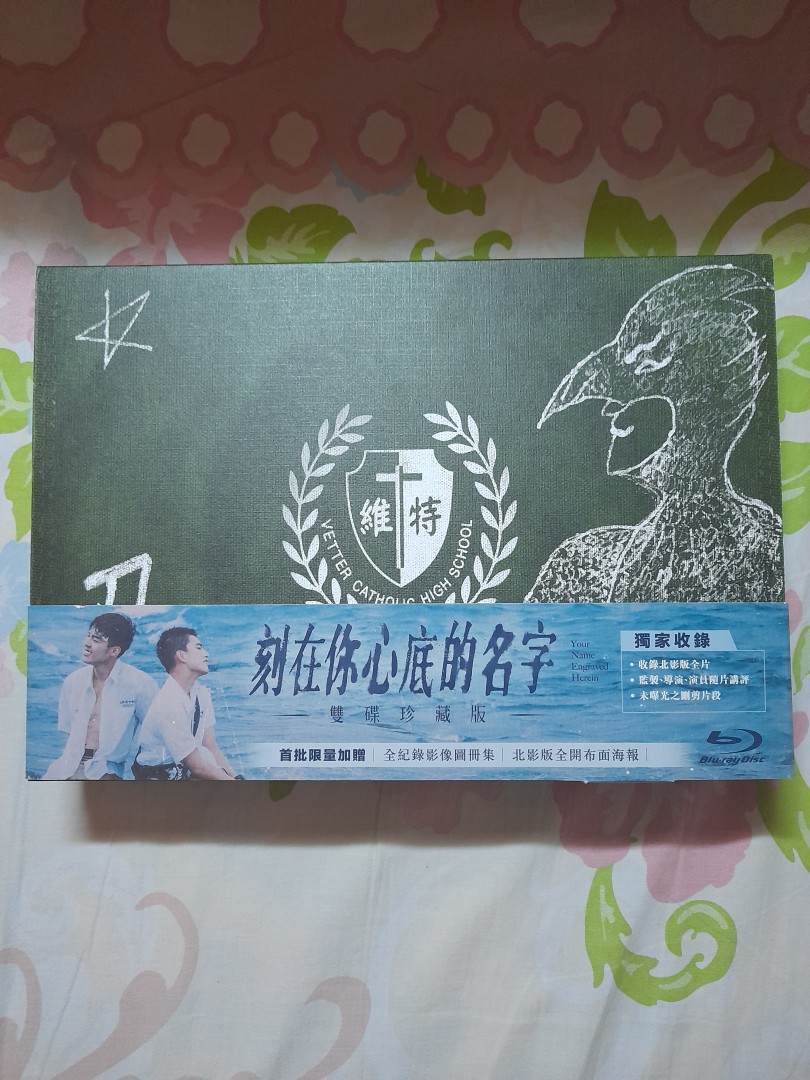 維特
VETTER CATHOLIC HIGH SCHOOL
刻在你心底的名字
Your
Name
Engraved
Herein
雙碟珍藏版
獨家收錄
• 收錄北影版全片
• 監製、導演、演員隨片講評
• 未曝光之刪剪片段
首批限量加贈 | 全紀錄影像圖冊集 | 北影版全開布面海報 |
Blu-ray Disc